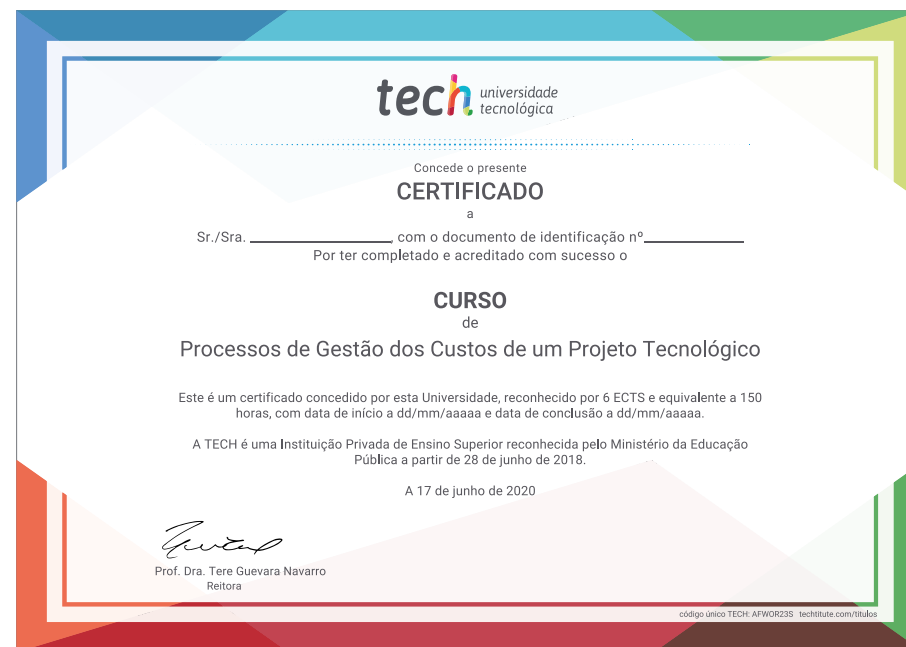 tech universidade
tecnológica
Concede o presente
CERTIFICADO
a
Sr./Sra. ____________________, com o documento de identificação nº______________
Por ter completado e acreditado com sucesso o
CURSO
de
Processos de Gestão dos Custos de um Projeto Tecnológico
Este é um certificado concedido por esta Universidade, reconhecido por 6 ECTS e equivalente a 150
horas, com data de início a dd/mm/aaaaa e data de conclusão a dd/mm/aaaaa.
A TECH é uma Instituição Privada de Ensino Superior reconhecida pelo Ministério da Educação
Pública a partir de 28 de junho de 2018.
A 17 de junho de 2020
Prof. Dra. Tere Guevara Navarro
Reitora
código único TECH: AFWOR23S techtitute.com/titulos